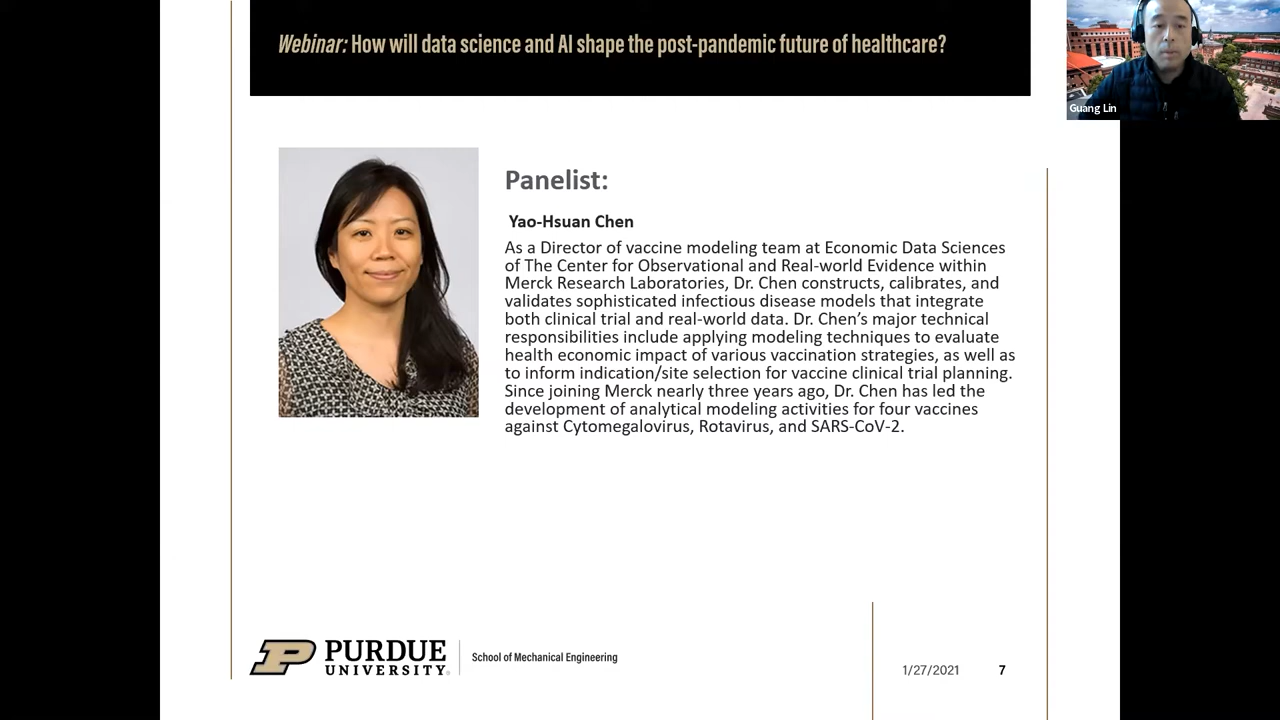 Webinar: How will data science and AI shape the post-pandemic future of healthcare?
Guang Lin
Panelist:
Yao-Hsuan Chen
As a Director of vaccine modeling team at Economic Data Sciences
of The Center for Observational and Real-world Evidence within
Merck Research Laboratories, Dr. Chen constructs, calibrates, and
validates sophisticated infectious disease models that integrate
both clinical trial and real-world data. Dr. Chen’s major technical
responsibilities include applying modeling techniques to evaluate
health economic impact of various vaccination strategies, as well as
to inform indication/site selection for vaccine clinical trial planning.
Since joining Merck nearly three years ago, Dr. Chen has led the
development of analytical modeling activities for four vaccines
against Cytomegalovirus, Rotavirus, and SARS-CoV-2.
PURDUE
UNIVERSITY®
School of Mechanical Engineering
1/27/2021
7